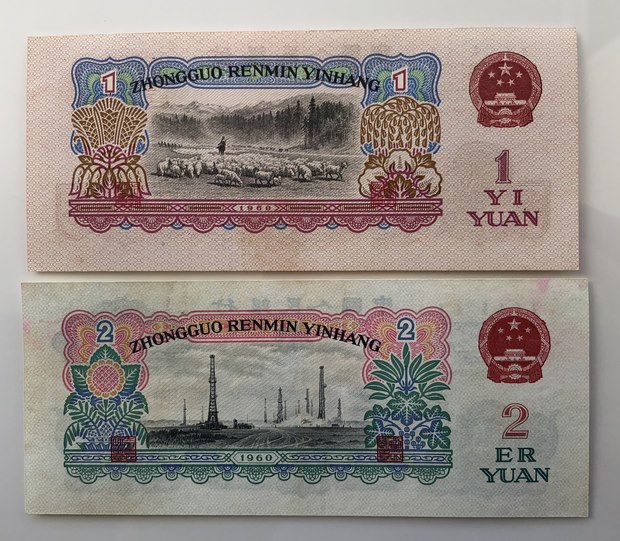 1 1
ZHONGGUO RENMIN YINHANG
1960
1
YI
YUAN
2 2
ZHONGGUO RENMIN YINHANG
1960
2
ER
YUAN